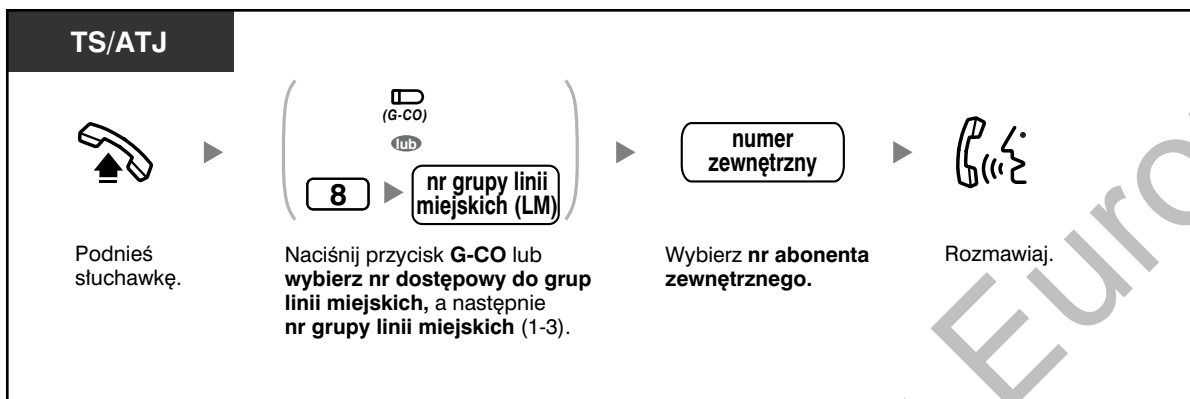 TS/ATJ
(G-CO)
lub
8
nr grupy linii
miejskich (LM)
numer
zewnętrzny
Podnieś
słuchawkę.
Naciśnij przycisk G-CO lub
wybierz nr dostępowy do grup
linii miejskich, a następnie
nr grupy linii miejskich (1-3).
Wybierz nr abonenta
zewnętrznego.
Rozmawiaj.
Euro